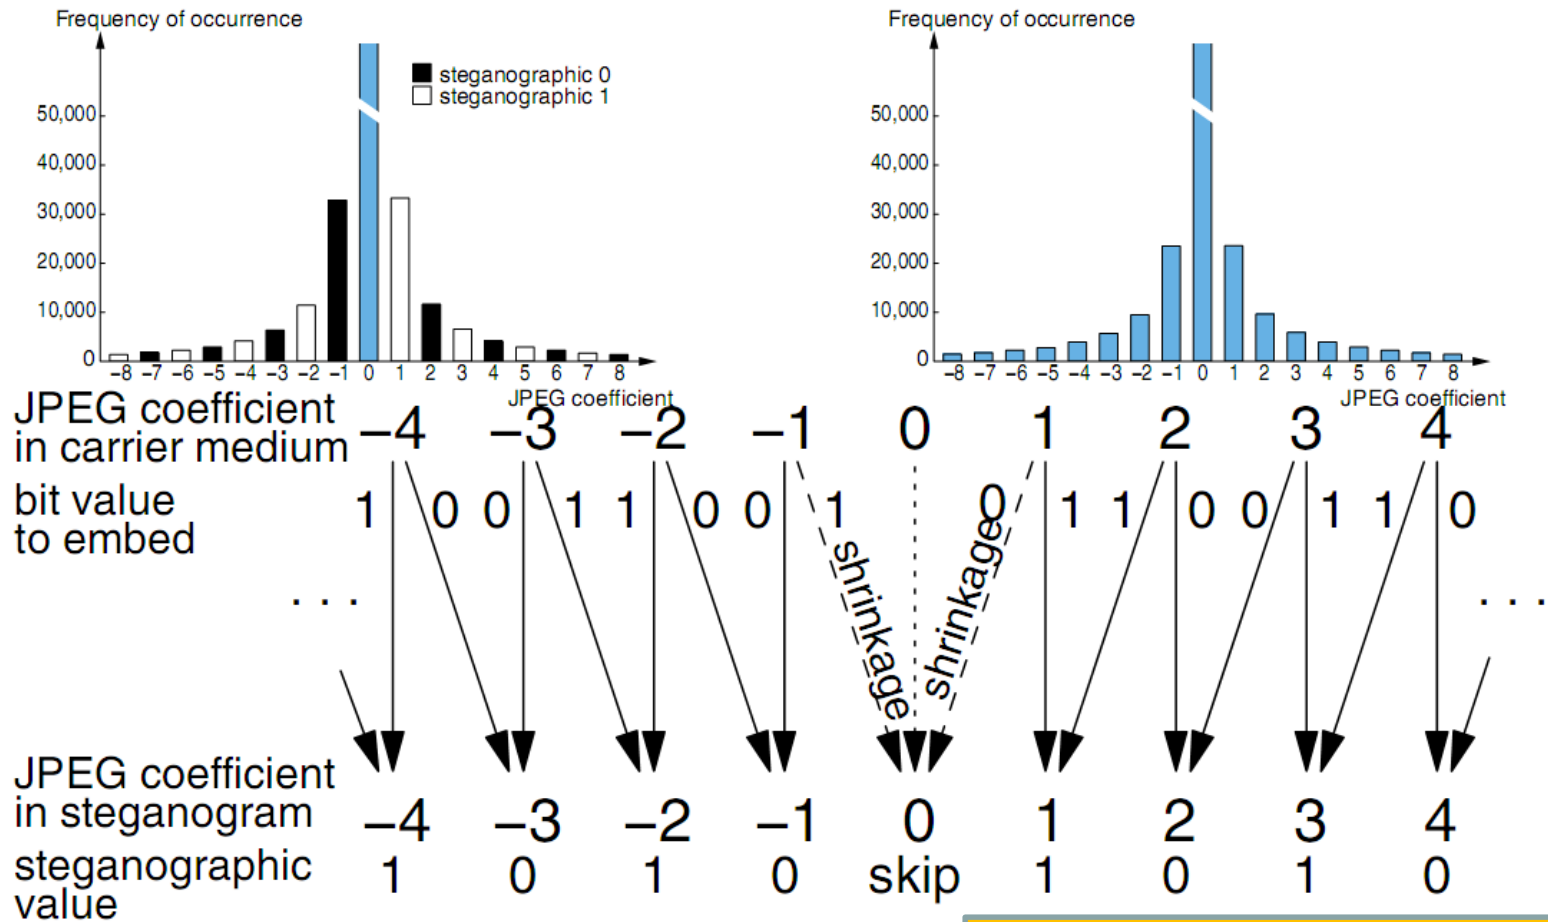 Frequency of occurrence
steganographic 0
steganographic 1
50,000
40,000
30,000
20,000
10,000
0
−8 −7 −6 −5 −4 −3 −2 −1 0 1 2 3 4 5 6 7 8
JPEG coefficient
Frequency of occurrence
50,000
40,000
30,000
20,000
10,000
0
−8 −7 −6 −5 −4 −3 −2 −1 0 1 2 3 4 5 6 7 8
JPEG coefficient
JPEG coefficient
in carrier medium
−4 −3 −2 −1 0 1 2 3 4
bit value
to embed
1 0 0 1 1 0 0 1 0 1 1 0 0 1 1 0
shrinkage
shrinkage
. . .
. . .
JPEG coefficient
in steganogram
−4 −3 −2 −1 0 1 2 3 4
steganographic
value
1 0 1 0 skip 1 0 1 0